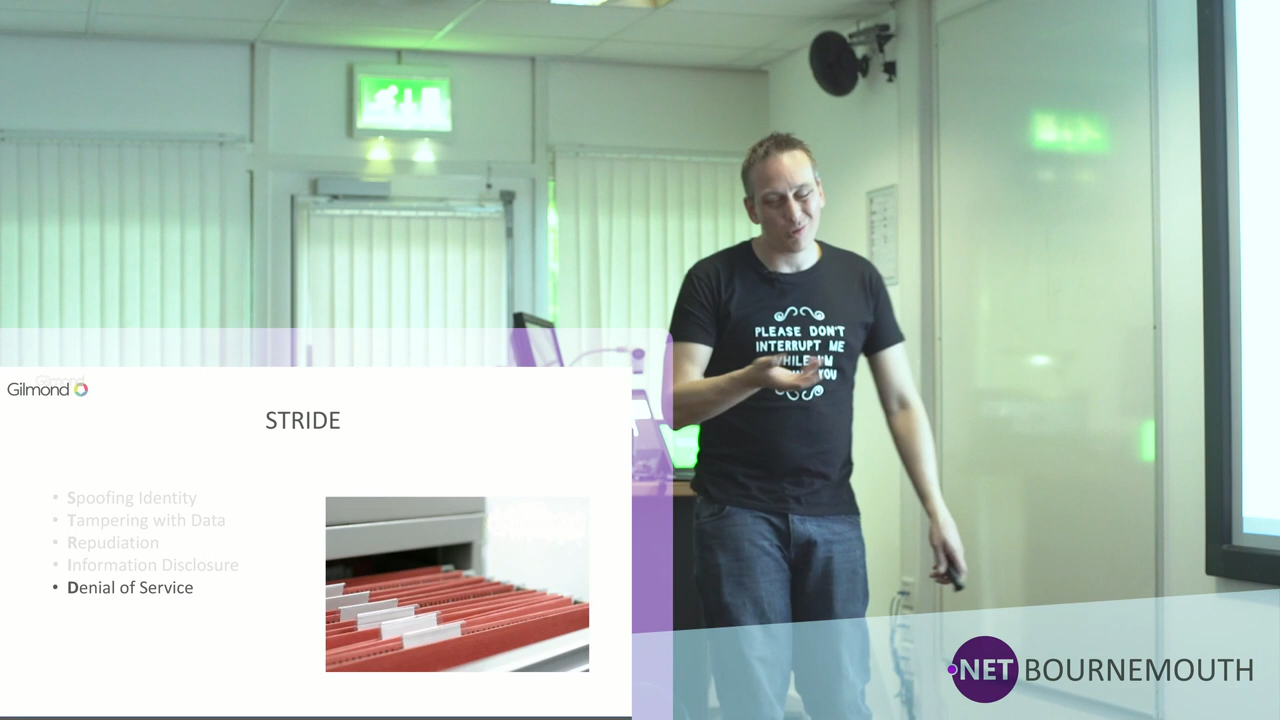 PLEASE DON'T
INTERRUPT ME
WHILE I'M
YOU
Gilmond
STRIDE
• Spoofing Identity
• Tampering with Data
• Repudiation
• Information Disclosure
• Denial of Service
.NET BOURNEMOUTH